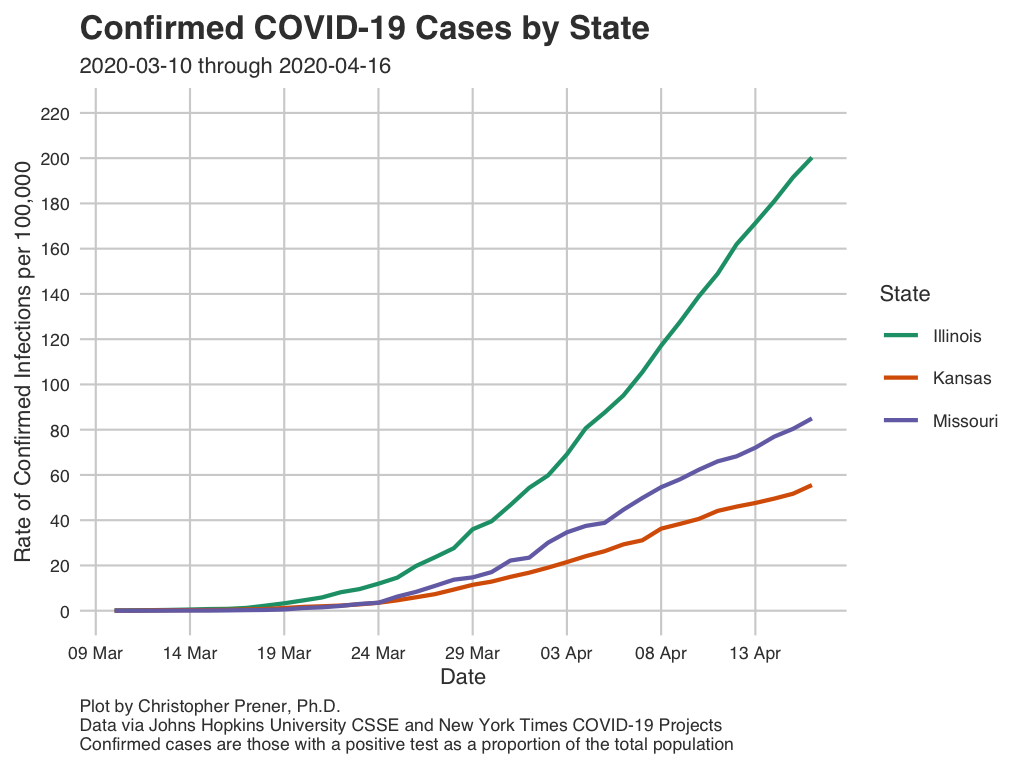 Confirmed COVID-19 Cases by State
2020-03-10 through 2020-04-16
Rate of Confirmed Infections per 100,000
220
200
180
160
140
120
100
80
60
40
20
0
09 Mar
14 Mar
19 Mar
24 Mar
29 Mar
03 Apr
08 Apr
13 Apr
Date
State
Illinois
Kansas
Missouri
Plot by Christopher Prener, Ph.D.
Data via Johns Hopkins University CSSE and New York Times COVID-19 Projects
Confirmed cases are those with a positive test as a proportion of the total population